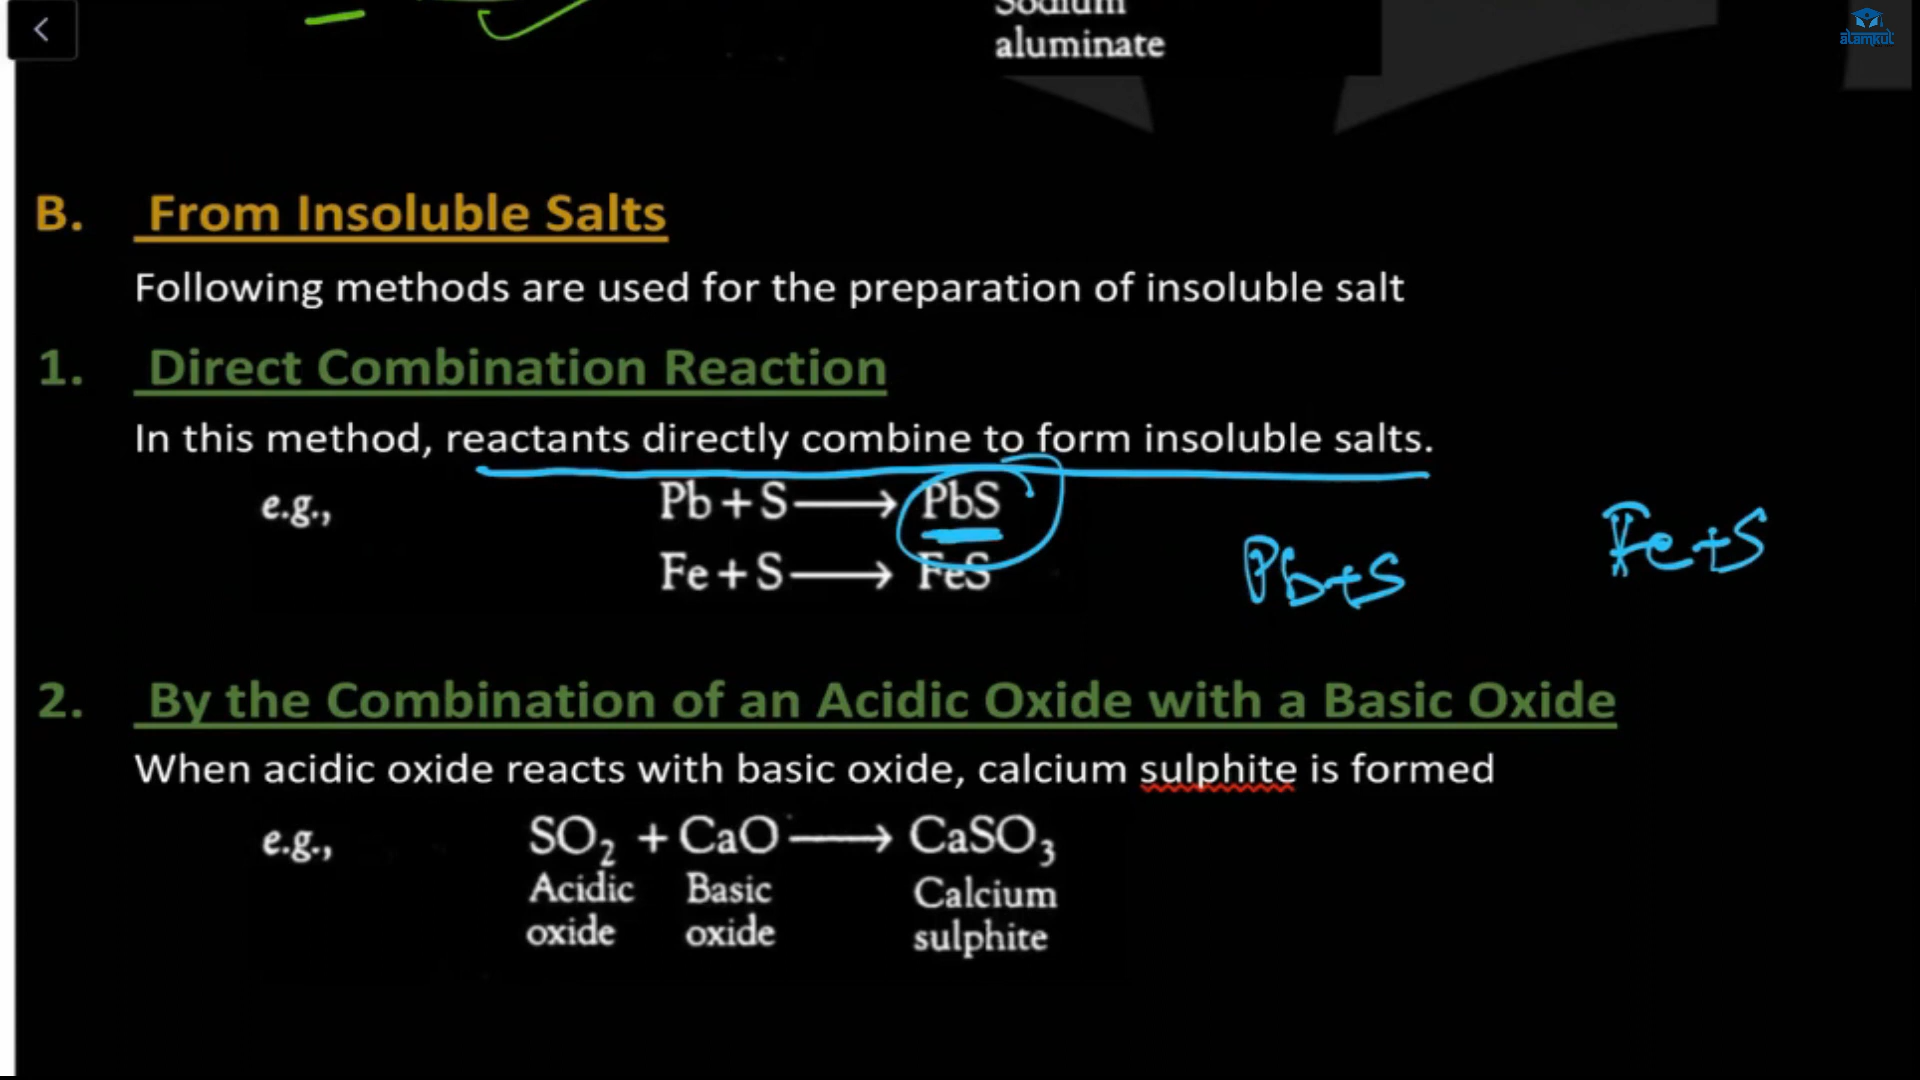 Sodium
aluminate
alamkul
B. From Insoluble Salts
Following methods are used for the preparation of insoluble salt
1. Direct Combination Reaction
In this method, reactants directly combine to form insoluble salts.
e.g., Pb + S ⟶ PbS
Fe + S ⟶ FeS
Pb+S
Fe+S
2. By the Combination of an Acidic Oxide with a Basic Oxide
When acidic oxide reacts with basic oxide, calcium sulphite is formed
e.g., SO₂ + CaO ⟶ CaSO₃
Acidic Basic Calcium
oxide oxide sulphite